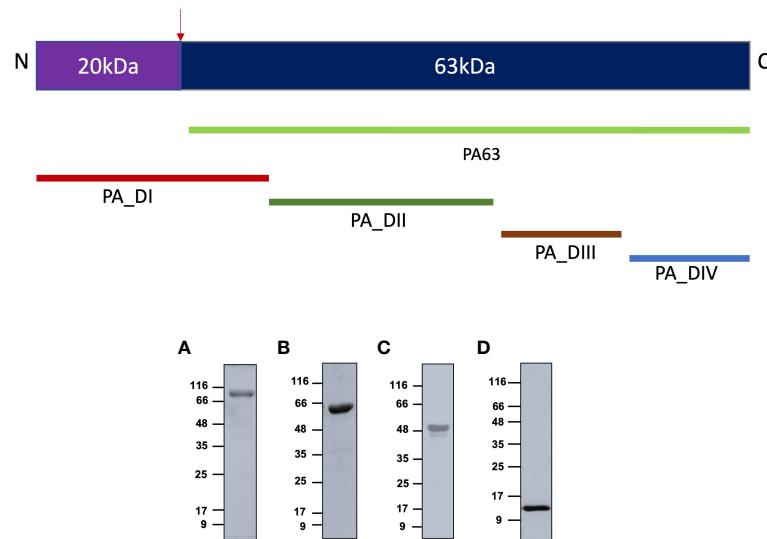 N 20kDa 63kDa C
PA63
PA_DI
PA_DII
PA_DIII
PA_DIV
A B C D
116 116 116 116
66 66 66 66
48 48 48 48
35 35 35 35
25 25 25 25
17 17 17 17
9 9 9 9